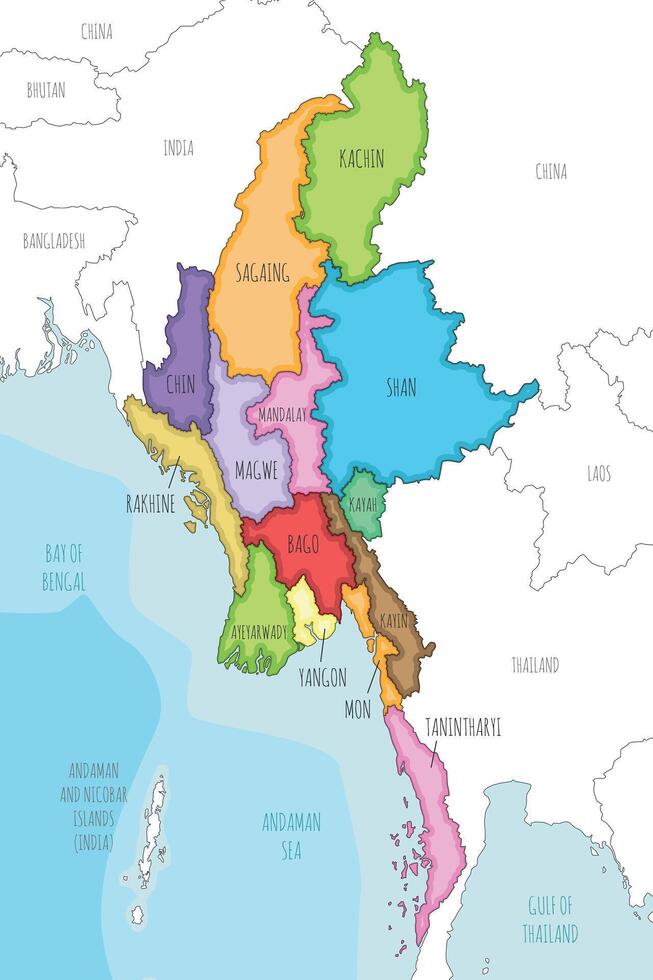 CHINA
BHUTAN
INDIA
KACHIN
CHINA
BANGLADESH
SAGAING
CHIN
SHAN
MANDALAY
MAGWE
LAOS
RAKHINE
KAYAH
BAGO
BAY OF
BENGAL
KAYIN
AYEYARWADY
THAILAND
YANGON
MON
TANINTHARYI
ANDAMAN
AND NICOBAR
ISLANDS
(INDIA)
ANDAMAN
SEA
GULF OF
THAILAND